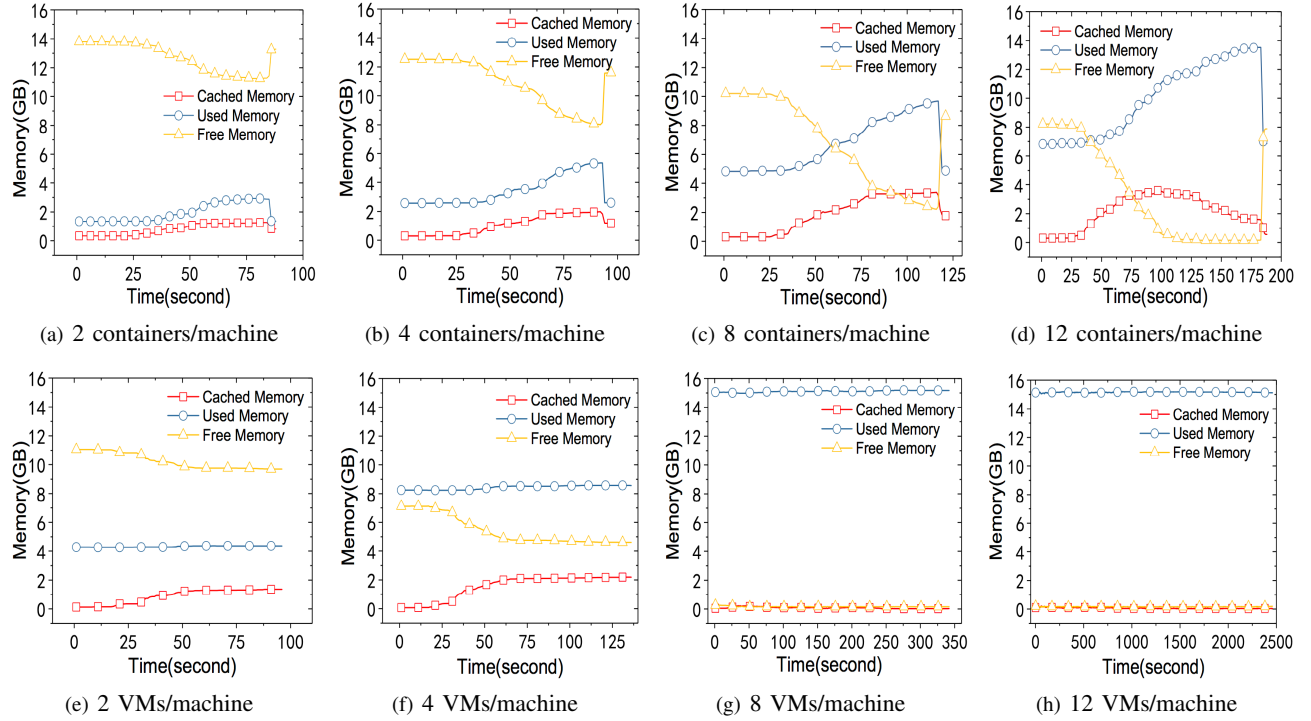 Memory(GB)
16
14
12
10
8
6
4
2
0
Cached Memory
Used Memory
Free Memory
0 25 50 75 100
Time(second)
(a) 2 containers/machine
Memory(GB)
16
14
12
10
8
6
4
2
0
Cached Memory
Used Memory
Free Memory
0 25 50 75 100
Time(second)
(b) 4 containers/machine
Memory(GB)
16
14
12
10
8
6
4
2
0
Cached Memory
Used Memory
Free Memory
0 25 50 75 100 125
Time(second)
(c) 8 containers/machine
Memory(GB)
16
14
12
10
8
6
4
2
0
Cached Memory
Used Memory
Free Memory
0 25 50 75 100 125 150 175 200
Time(second)
(d) 12 containers/machine
Memory(GB)
16
14
12
10
8
6
4
2
0
Cached Memory
Used Memory
Free Memory
0 25 50 75 100
Time(second)
(e) 2 VMs/machine
Memory(GB)
16
14
12
10
8
6
4
2
0
Cached Memory
Used Memory
Free Memory
0 25 50 75 100 125
Time(second)
(f) 4 VMs/machine
Memory(GB)
16
14
12
10
8
6
4
2
0
Cached Memory
Used Memory
Free Memory
0 50 100 150 200 250 300 350
Time(second)
(g) 8 VMs/machine
Memory(GB)
16
14
12
10
8
6
4
2
0
Cached Memory
Used Memory
Free Memory
0 500 1000 1500 2000 2500
Time(second)
(h) 12 VMs/machine